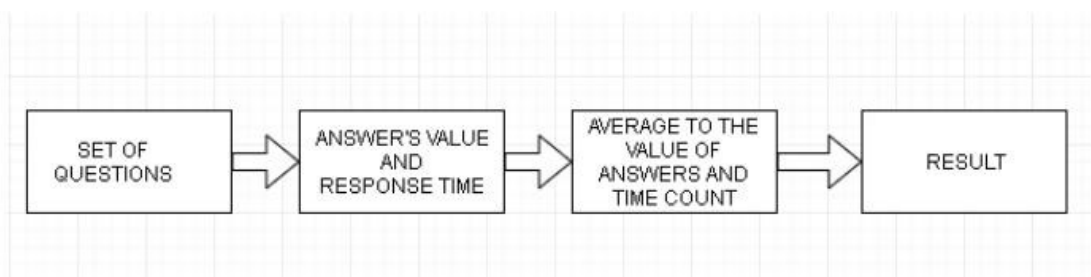 SET OF
QUESTIONS
ANSWER'S VALUE
AND
RESPONSE TIME
AVERAGE TO THE
VALUE OF
ANSWERS AND
TIME COUNT
RESULT